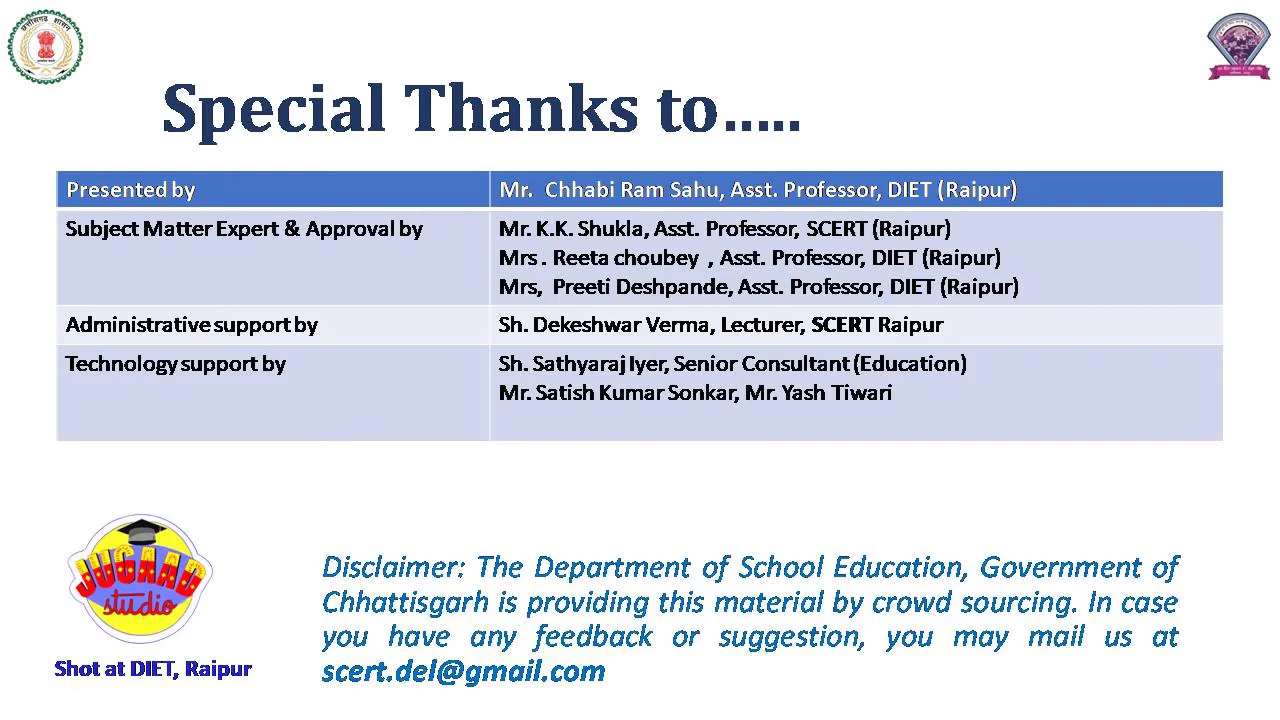 छत्तीसगढ़ शासन
Special Thanks to.....
Presented by
Mr. Chhabi Ram Sahu, Asst. Professor, DIET (Raipur)
Subject Matter Expert & Approval by
Mr. K.K. Shukla, Asst. Professor, SCERT (Raipur)
Mrs . Reeta choubey , Asst. Professor, DIET (Raipur)
Mrs, Preeti Deshpande, Asst. Professor, DIET (Raipur)
Administrative support by
Sh. Dekeshwar Verma, Lecturer, SCERT Raipur
Technology support by
Sh. Sathyaraj Iyer, Senior Consultant (Education)
Mr. Satish Kumar Sonkar, Mr. Yash Tiwari
JUGAAD
studio
Shot at DIET, Raipur
Disclaimer: The Department of School Education, Government of
Chhattisgarh is providing this material by crowd sourcing. In case
you have any feedback or suggestion, you may mail us at
scert.del@gmail.com